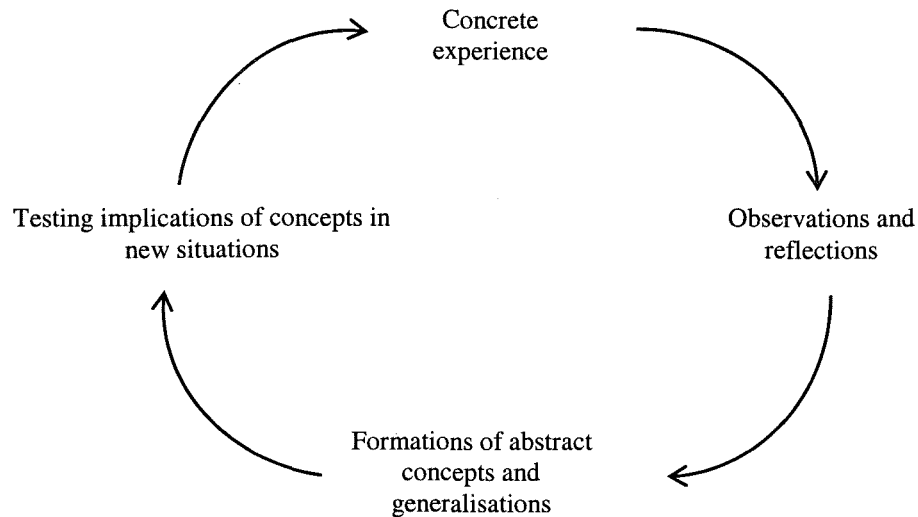 Concrete
experience
Testing implications of concepts in
new situations
Observations and
reflections
Formations of abstract
concepts and
generalisations